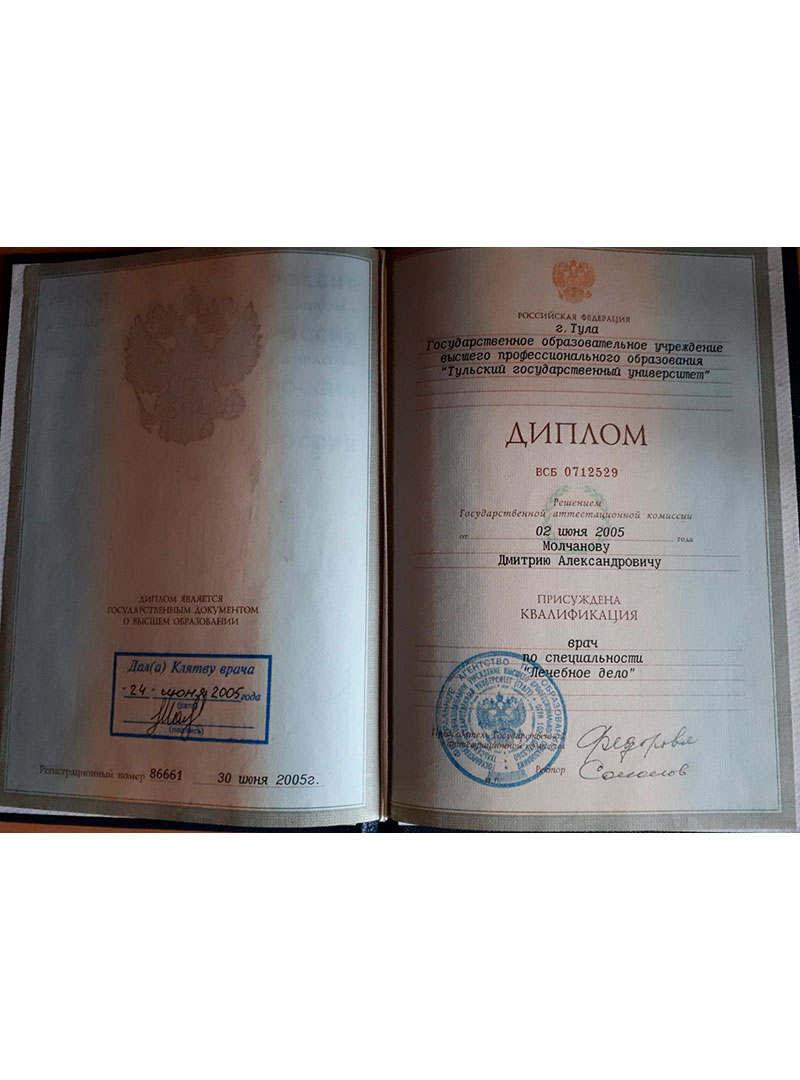 ДИПЛОМ ЯВЛЯЕТСЯ
ГОСУДАРСТВЕННЫМ ДОКУМЕНТОМ
О ВЫСШЕМ ОБРАЗОВАНИИ
Дал(а) Клятву врача
24 июня 2005 года
(дата)
(подпись)
Регистрационный номер 86661 30 июня 2005г.
РОССИЙСКАЯ ФЕДЕРАЦИЯ
г.Тула
Государственное образовательное учреждение
высшего профессионального образования
"Тульский государственный университет"
ДИПЛОМ
ВСБ 0712529
Решением
Государственной аттестационной комиссии
от 02 июня 2005 года
Молчанову
Дмитрию Александровичу
ПРИСУЖДЕНА
КВАЛИФИКАЦИЯ
врач
по специальности
"Лечебное дело"
Председатель Государственной
аттестационной комиссии
Ректор